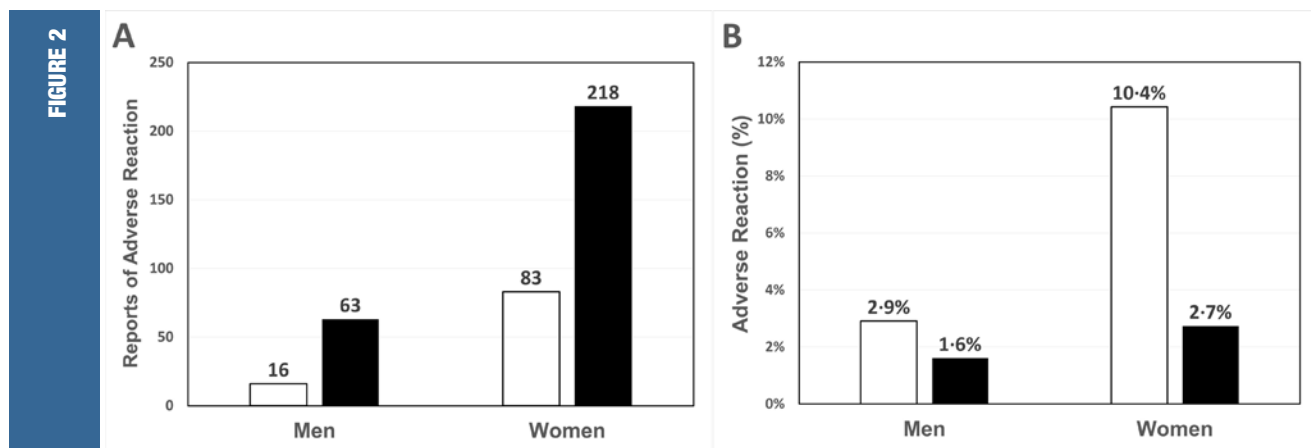 FIGURE 2
A
Reports of Adverse Reaction
250
200
150
100
50
0
16
63
83
218
Men
Women
B
Adverse Reaction (%)
12%
10%
8%
6%
4%
2%
0%
2·9%
1·6%
10·4%
2·7%
Men
Women